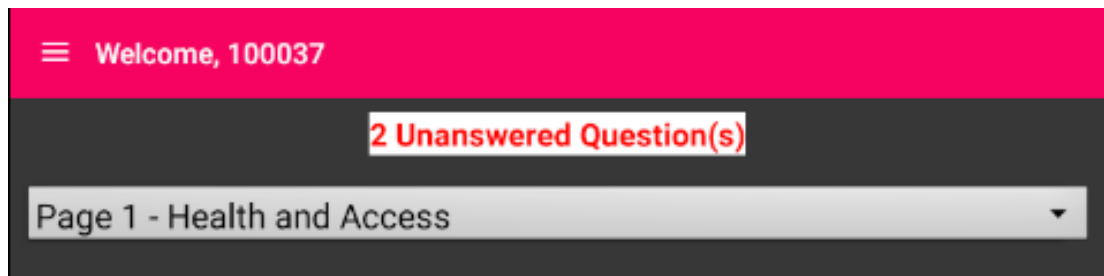 Welcome, 100037
2 Unanswered Question(s)
Page 1 - Health and Access